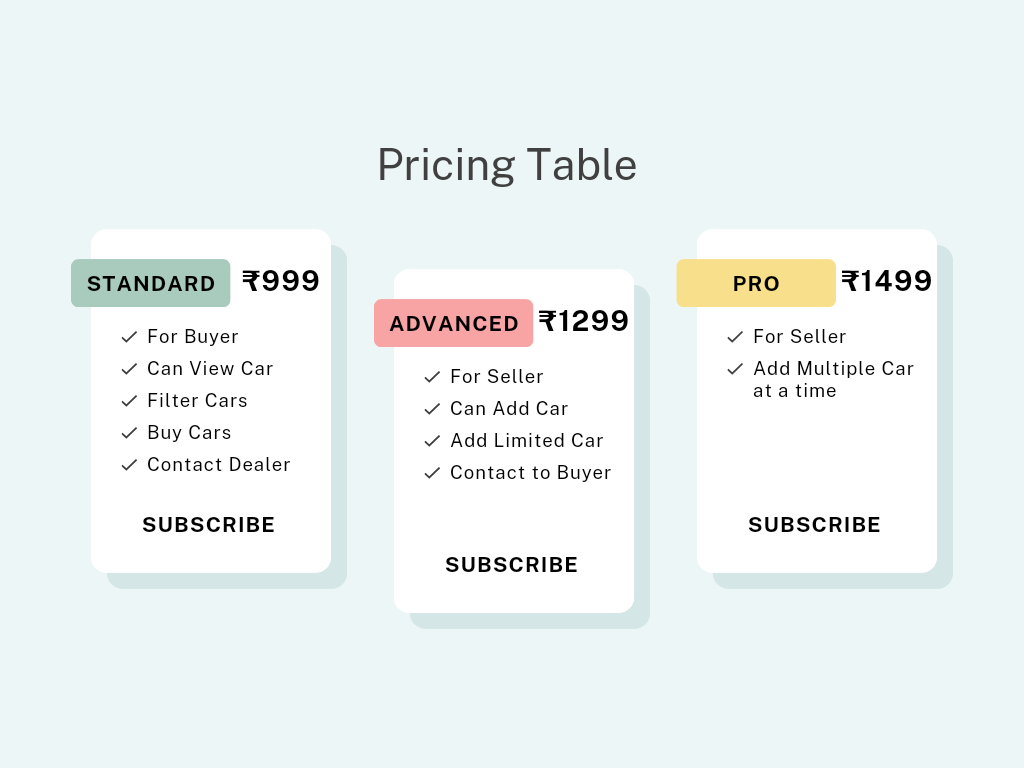 Pricing Table
STANDARD ₹999
For Buyer
Can View Car
Filter Cars
Buy Cars
Contact Dealer
SUBSCRIBE
ADVANCED ₹1299
For Seller
Can Add Car
Add Limited Car
Contact to Buyer
SUBSCRIBE
PRO ₹1499
For Seller
Add Multiple Car
at a time
SUBSCRIBE